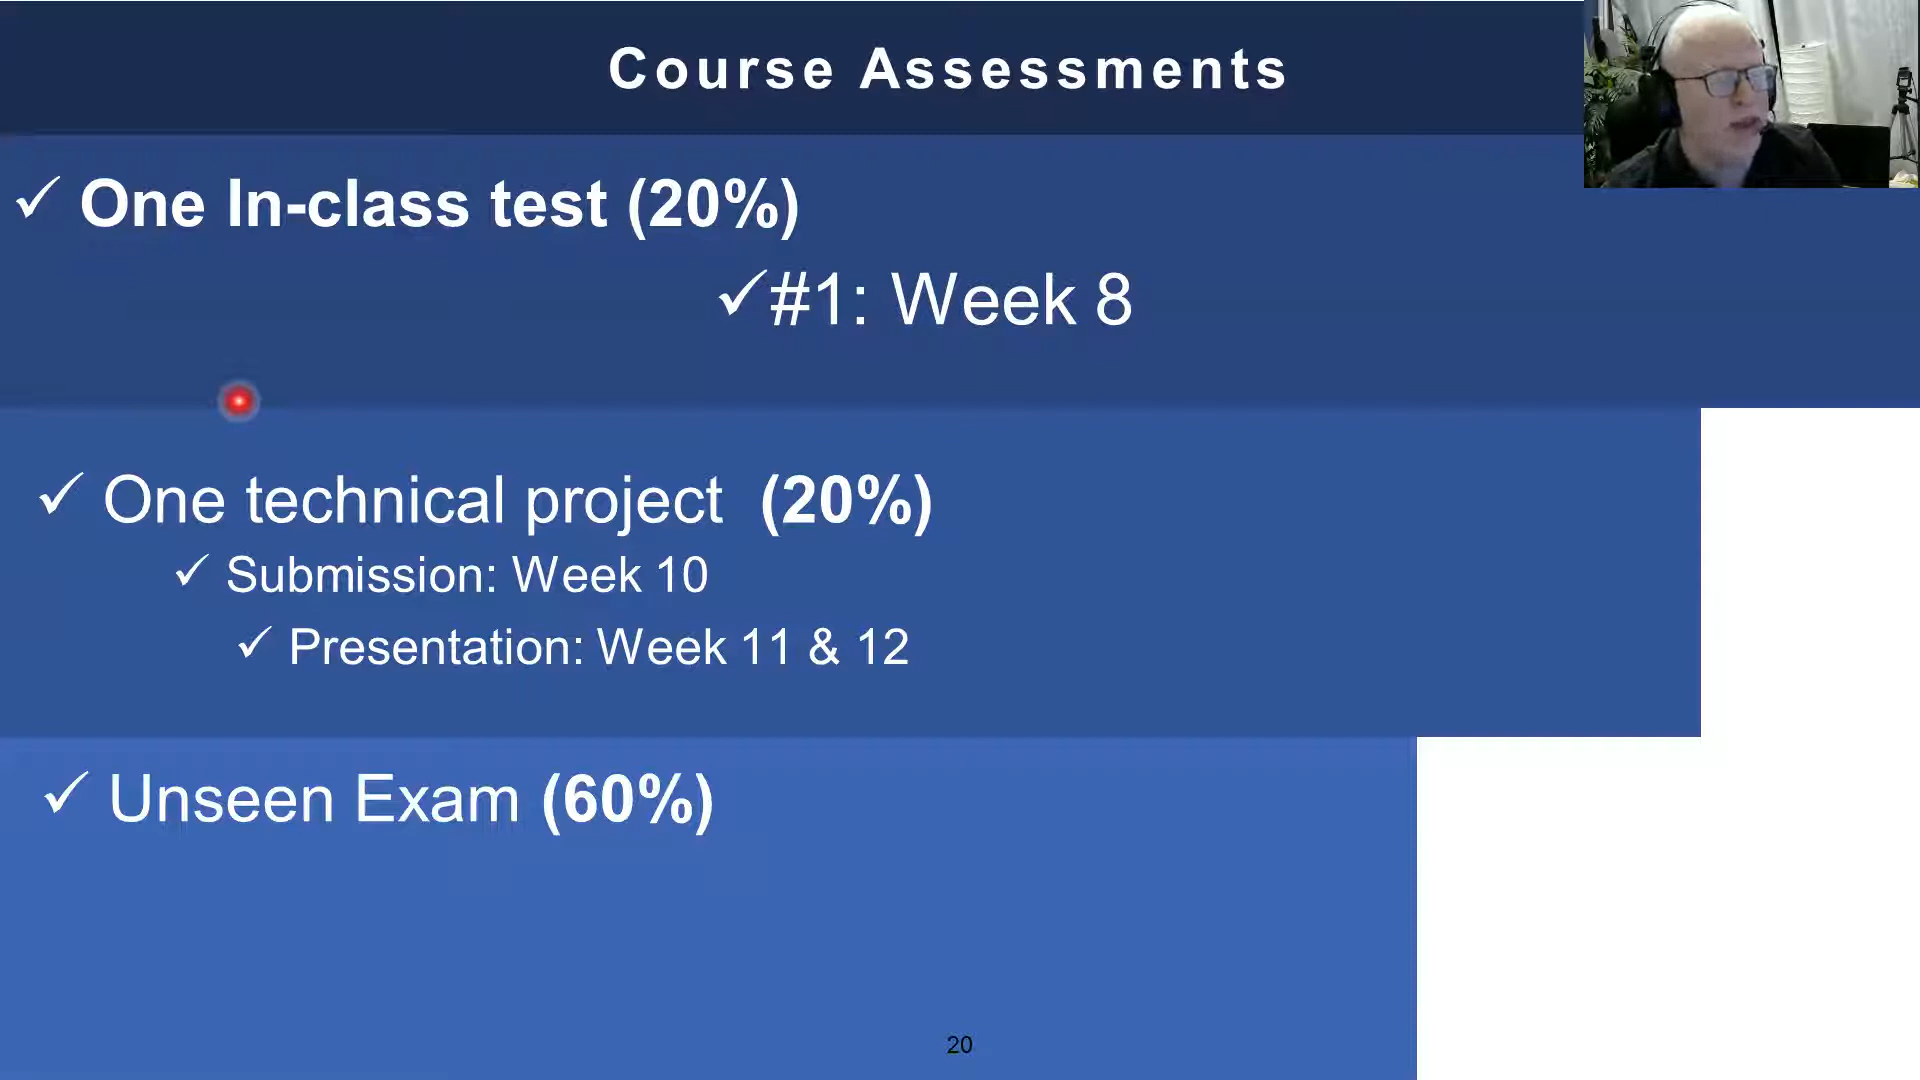 Course Assessments
✓ One In-class test (20%)
✓#1: Week 8
✓ One technical project (20%)
✓ Submission: Week 10
✓ Presentation: Week 11 & 12
✓ Unseen Exam (60%)
20